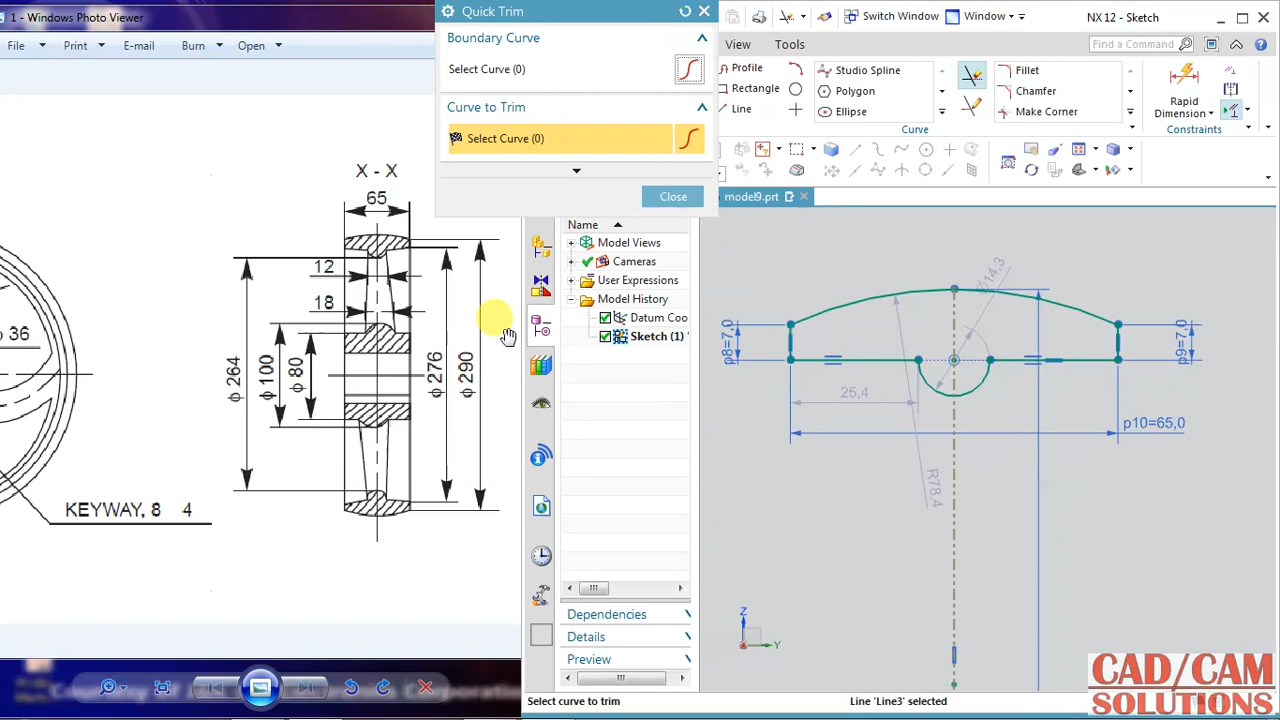 1 - Windows Photo Viewer
File
Print
E-mail
Burn
Open
X - X
65
12
18
ϕ 36
ϕ 264
ϕ 100
ϕ 80
ϕ 276
ϕ 290
KEYWAY, 8 4
Quick Trim
Boundary Curve
Select Curve (0)
Curve to Trim
Select Curve (0)
Close
Name
Model Views
Cameras
User Expressions
Model History
Datum Coo
Sketch (1) "
Dependencies
Details
Preview
Switch Window
Window
NX 12 - Sketch
View
Tools
Find a Command
Profile
Rectangle
Line
Studio Spline
Polygon
Ellipse
Fillet
Chamfer
Make Corner
Curve
Rapid
Dimension
Constraints
model9.prt
14,3
p8=7,0
p9=7,0
25,4
p10=65,0
R78,4
Z
Y
Select curve to trim
Line 'Line3' selected
CAD/CAM
SOLUTIONS